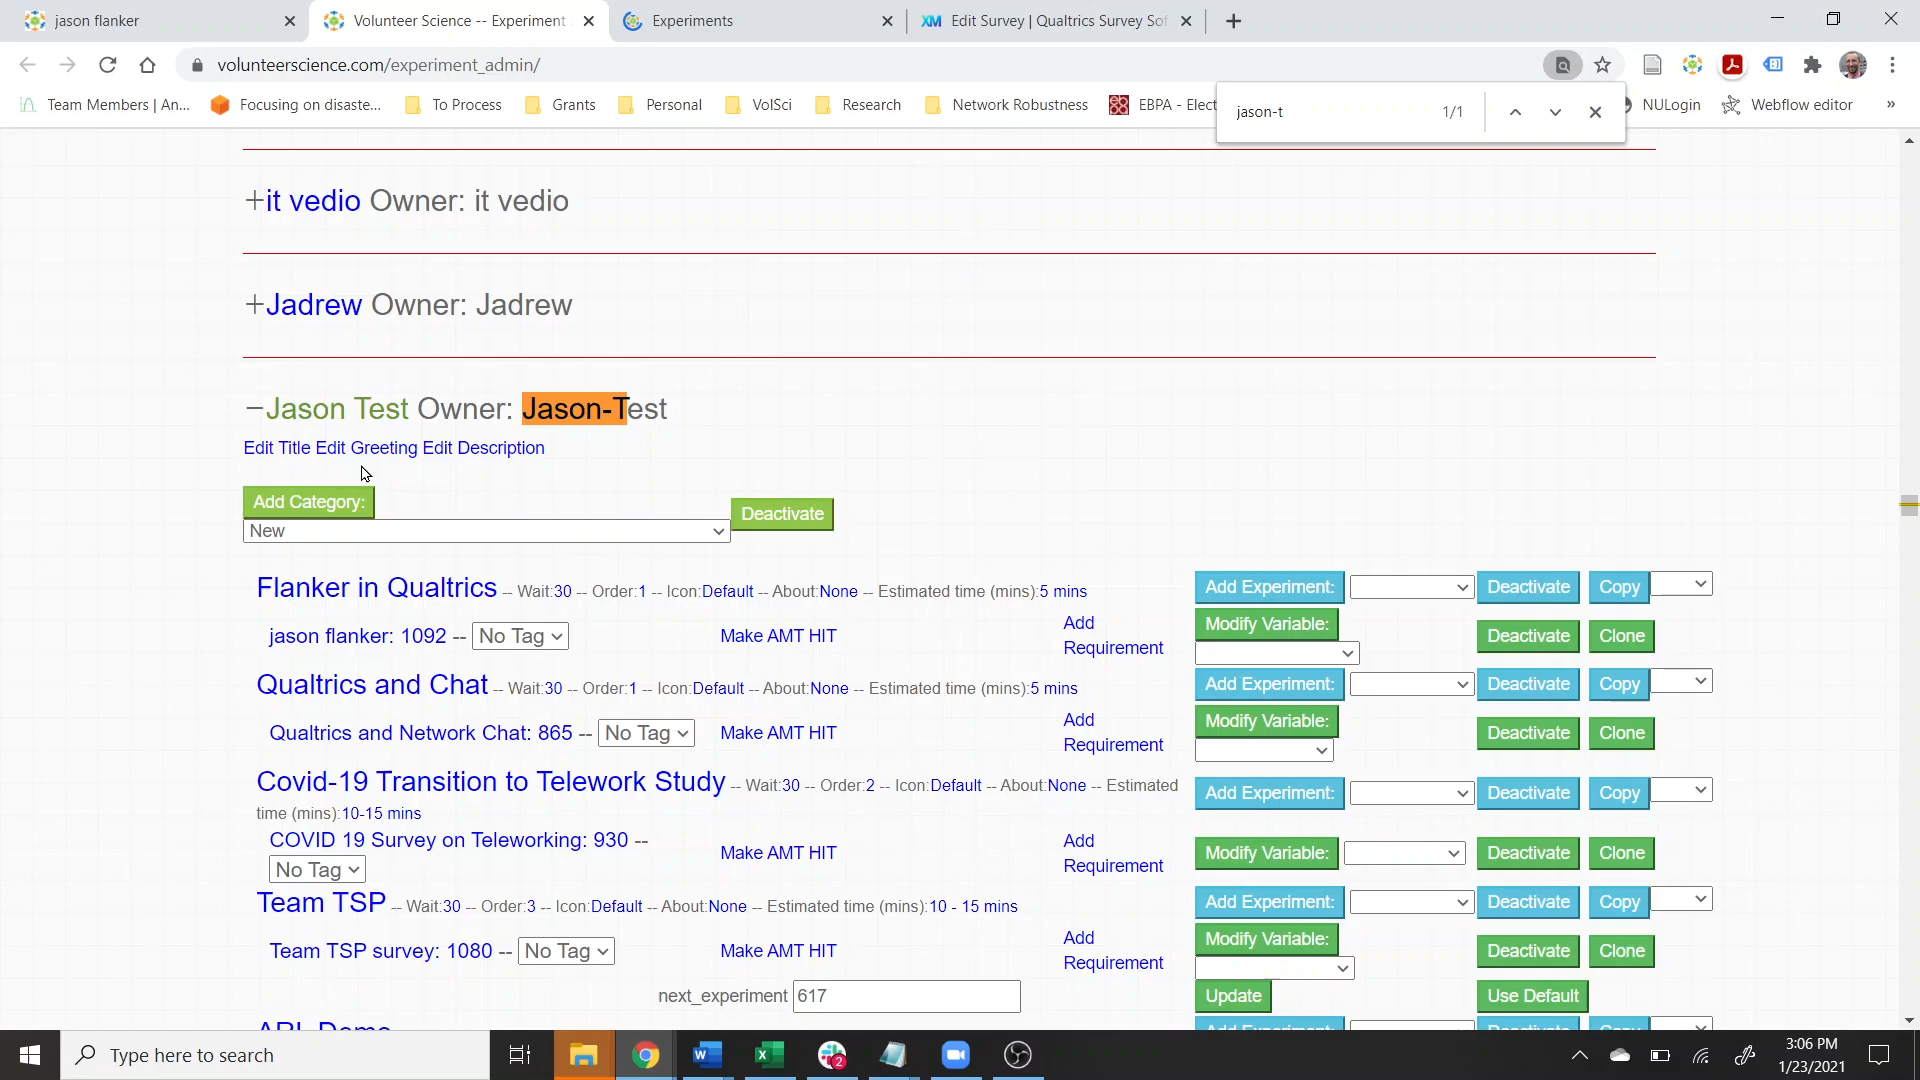 jason flanker
Volunteer Science -- Experiment
Experiments
XM Edit Survey | Qualtrics Survey Sof
volunteerscience.com/experiment_admin/
Team Members | An...
Focusing on disaste...
To Process
Grants
Personal
VolSci
Research
Network Robustness
EBPA - Elect
NULogin
Webflow editor
»
jason-t
1/1
+it vedio Owner: it vedio
+Jadrew Owner: Jadrew
−Jason Test Owner: Jason-Test
Edit Title Edit Greeting Edit Description
Add Category:
New
Deactivate
Flanker in Qualtrics -- Wait:30 -- Order:1 -- Icon:Default -- About:None -- Estimated time (mins):5 mins
Add Experiment: Deactivate Copy
jason flanker: 1092 -- No Tag
Make AMT HIT
Add
Requirement
Modify Variable:
Deactivate Clone
Qualtrics and Chat -- Wait:30 -- Order:1 -- Icon:Default -- About:None -- Estimated time (mins):5 mins
Add Experiment: Deactivate Copy
Qualtrics and Network Chat: 865 -- No Tag
Make AMT HIT
Add
Requirement
Modify Variable:
Deactivate Clone
Covid-19 Transition to Telework Study -- Wait:30 -- Order:2 -- Icon:Default -- About:None -- Estimated
time (mins):10-15 mins
Add Experiment: Deactivate Copy
COVID 19 Survey on Teleworking: 930 --
No Tag
Make AMT HIT
Add
Requirement
Modify Variable:
Deactivate Clone
Team TSP -- Wait:30 -- Order:3 -- Icon:Default -- About:None -- Estimated time (mins):10 - 15 mins
Add Experiment: Deactivate Copy
Team TSP survey: 1080 -- No Tag
Make AMT HIT
Add
Requirement
Modify Variable:
Deactivate Clone
next_experiment 617
Update
Use Default
ARL Demo
Add Experiment: Deactivate Copy
Type here to search
2
3:06 PM
1/23/2021